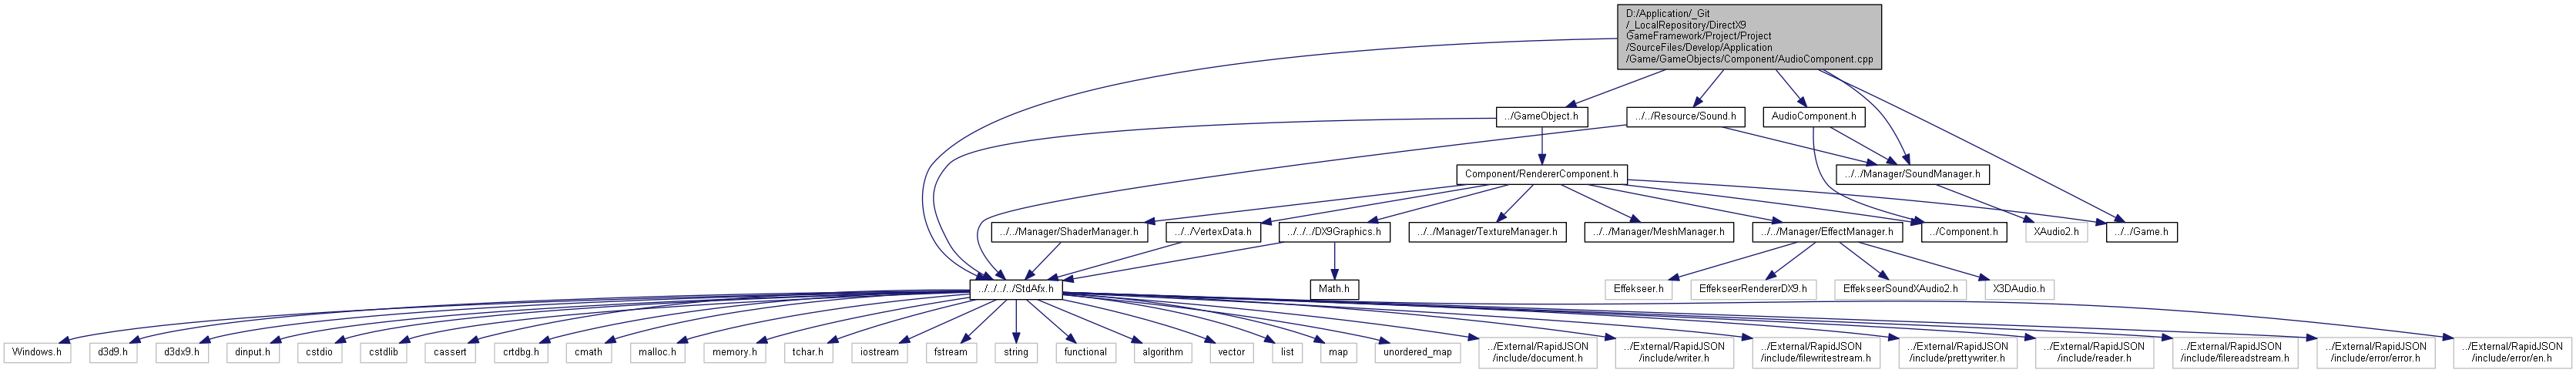 D:/Application/_Git
/_LocalRepository/DirectX9
GameFramework/Project/Project
/SourceFiles/Develop/Application
/Game/GameObjects/Component/AudioComponent.cpp
../GameObject.h
../../Resource/Sound.h
AudioComponent.h
Component/RendererComponent.h
../../Manager/SoundManager.h
../../Manager/ShaderManager.h
../../VertexData.h
../../../DX9Graphics.h
../../Manager/TextureManager.h
../../Manager/MeshManager.h
../../Manager/EffectManager.h
../Component.h
XAudio2.h
../../Game.h
../../../../StdAfx.h
Math.h
Effekseer.h
EffekseerRendererDX9.h
EffekseerSoundXAudio2.h
X3DAudio.h
Windows.h
d3d9.h
d3dx9.h
dinput.h
cstdio
cstdlib
cassert
crtdbg.h
cmath
malloc.h
memory.h
tchar.h
iostream
fstream
string
functional
algorithm
vector
list
map
unordered_map
../External/RapidJSON
/include/document.h
../External/RapidJSON
/include/writer.h
../External/RapidJSON
/include/filewritestream.h
../External/RapidJSON
/include/prettywriter.h
../External/RapidJSON
/include/reader.h
../External/RapidJSON
/include/filereadstream.h
../External/RapidJSON
/include/error/error.h
../External/RapidJSON
/include/error/en.h